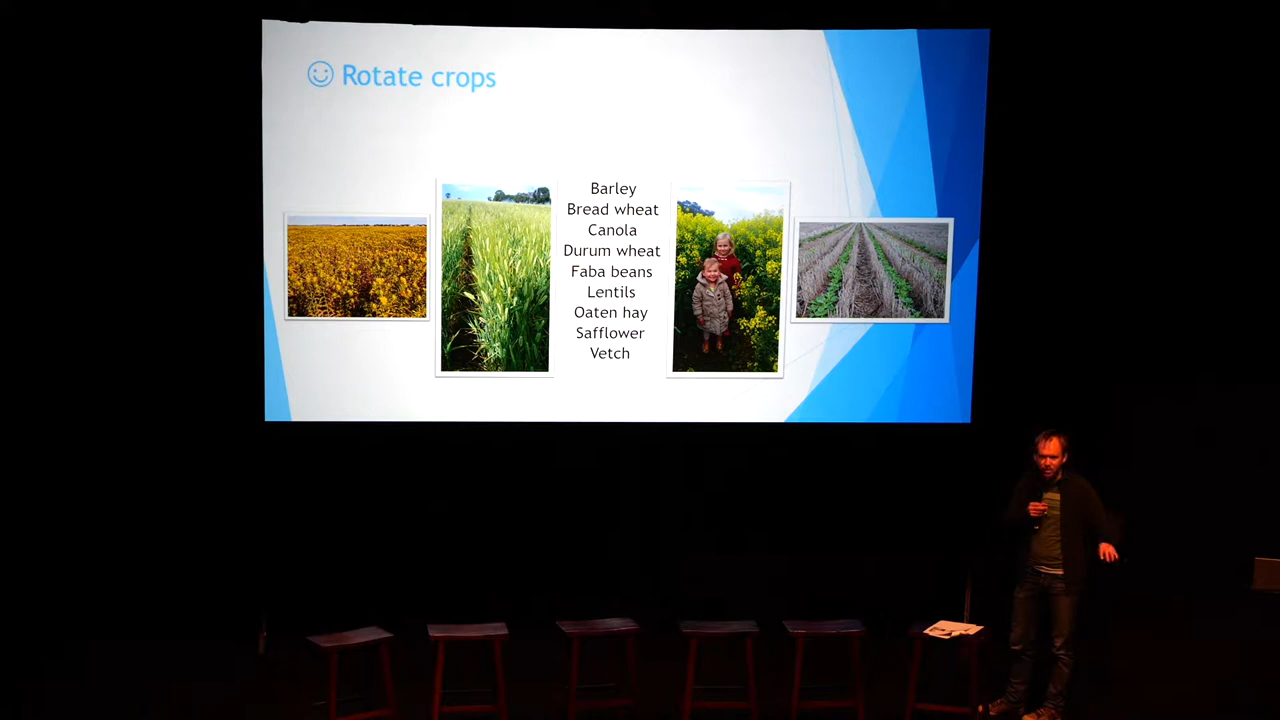 Rotate crops
Barley
Bread wheat
Canola
Durum wheat
Faba beans
Lentils
Oaten hay
Safflower
Vetch